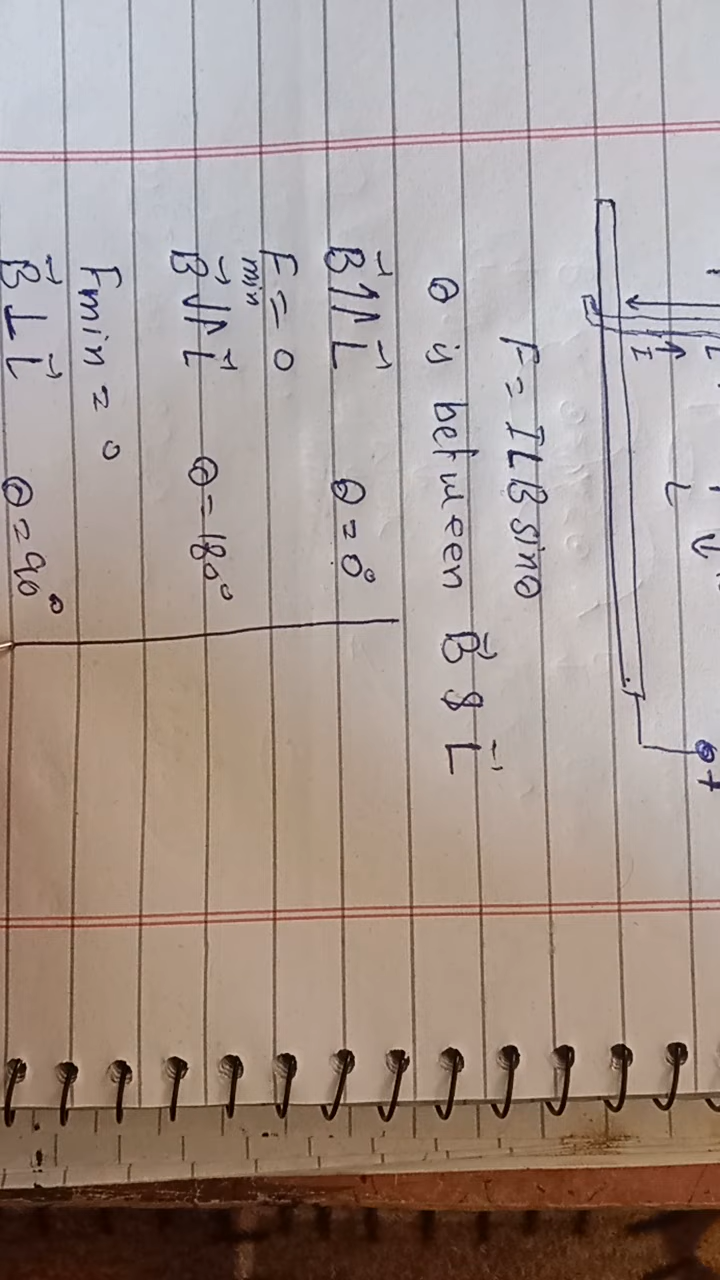 I
L
+
F = ILB sinθ
θ is between B⃗ & L⃗
B⃗ ↑↑ L⃗ θ = 0°
F min = 0
B⃗ ↓↑ L⃗ θ = 180°
Fmin = 0
B⃗ ⊥ L⃗ θ = 90°